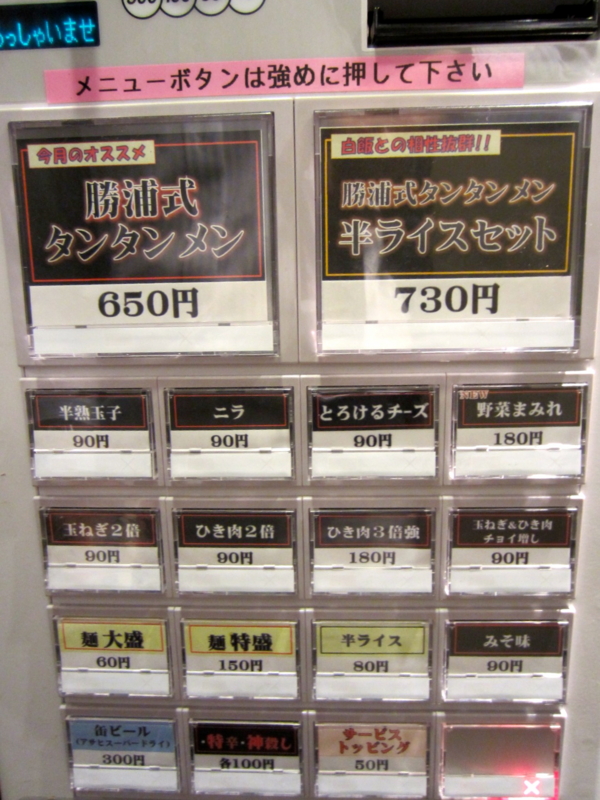 っしゃいませ
メニューボタンは強めに押して下さい
今月のオススメ
勝浦式
タンタンメン
650円
白飯との相性抜群!!
勝浦式タンタンメン
半ライスセット
730円
半熟玉子
90円
ニラ
90円
とろけるチーズ
90円
NEW
野菜まみれ
180円
玉ねぎ2倍
90円
ひき肉2倍
90円
ひき肉3倍強
180円
玉ねぎ&ひき肉
チョイ増し
90円
麺大盛
60円
麺特盛
150円
半ライス
80円
みそ味
90円
缶ビール
(アサヒスーパードライ)
300円
・特辛・神殺し
各100円
サービス
トッピング
50円
×